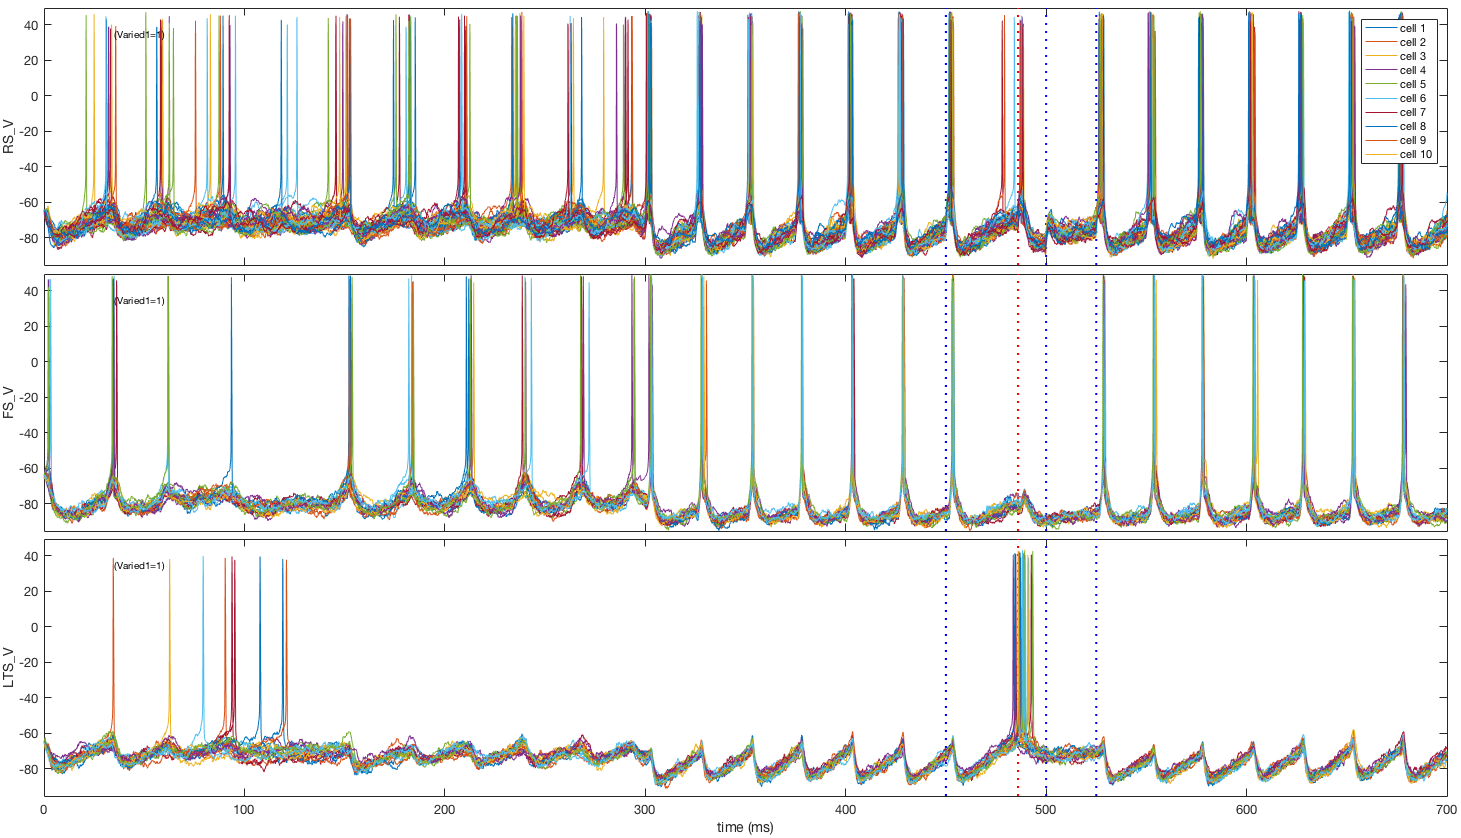 40
20
0
-20
-40
-60
-80
RS_V
(Varied1=1)
cell 1
cell 2
cell 3
cell 4
cell 5
cell 6
cell 7
cell 8
cell 9
cell 10
40
20
0
-20
-40
-60
-80
FS_V
(Varied1=1)
40
20
0
-20
-40
-60
-80
LTS_V
(Varied1=1)
0 100 200 300 400 500 600 700
time (ms)